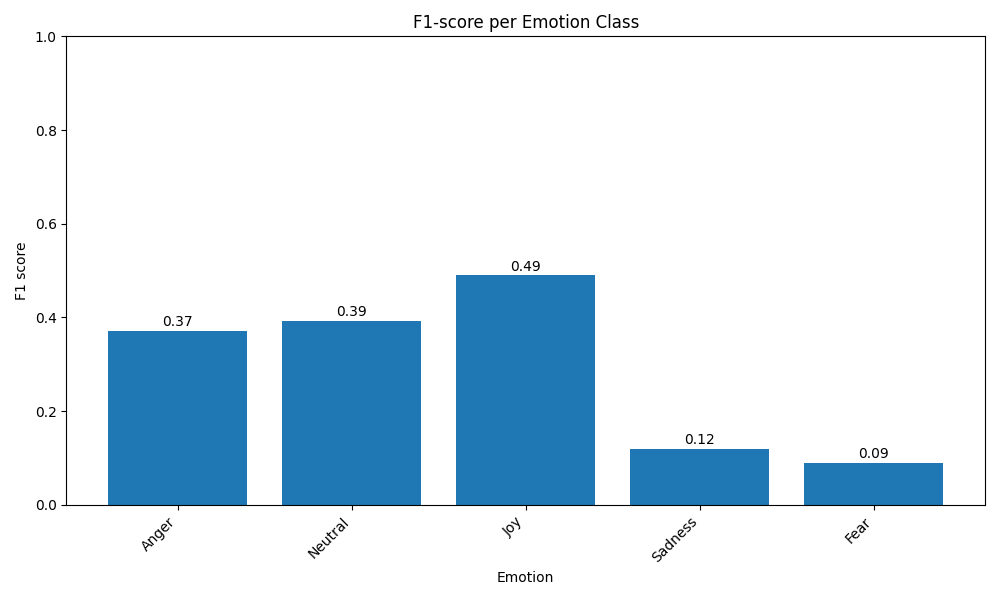 F1-score per Emotion Class
1.0
0.8
0.6
0.4
0.2
0.0
F1 score
0.37
0.39
0.49
0.12
0.09
Anger
Neutral
Joy
Sadness
Fear
Emotion